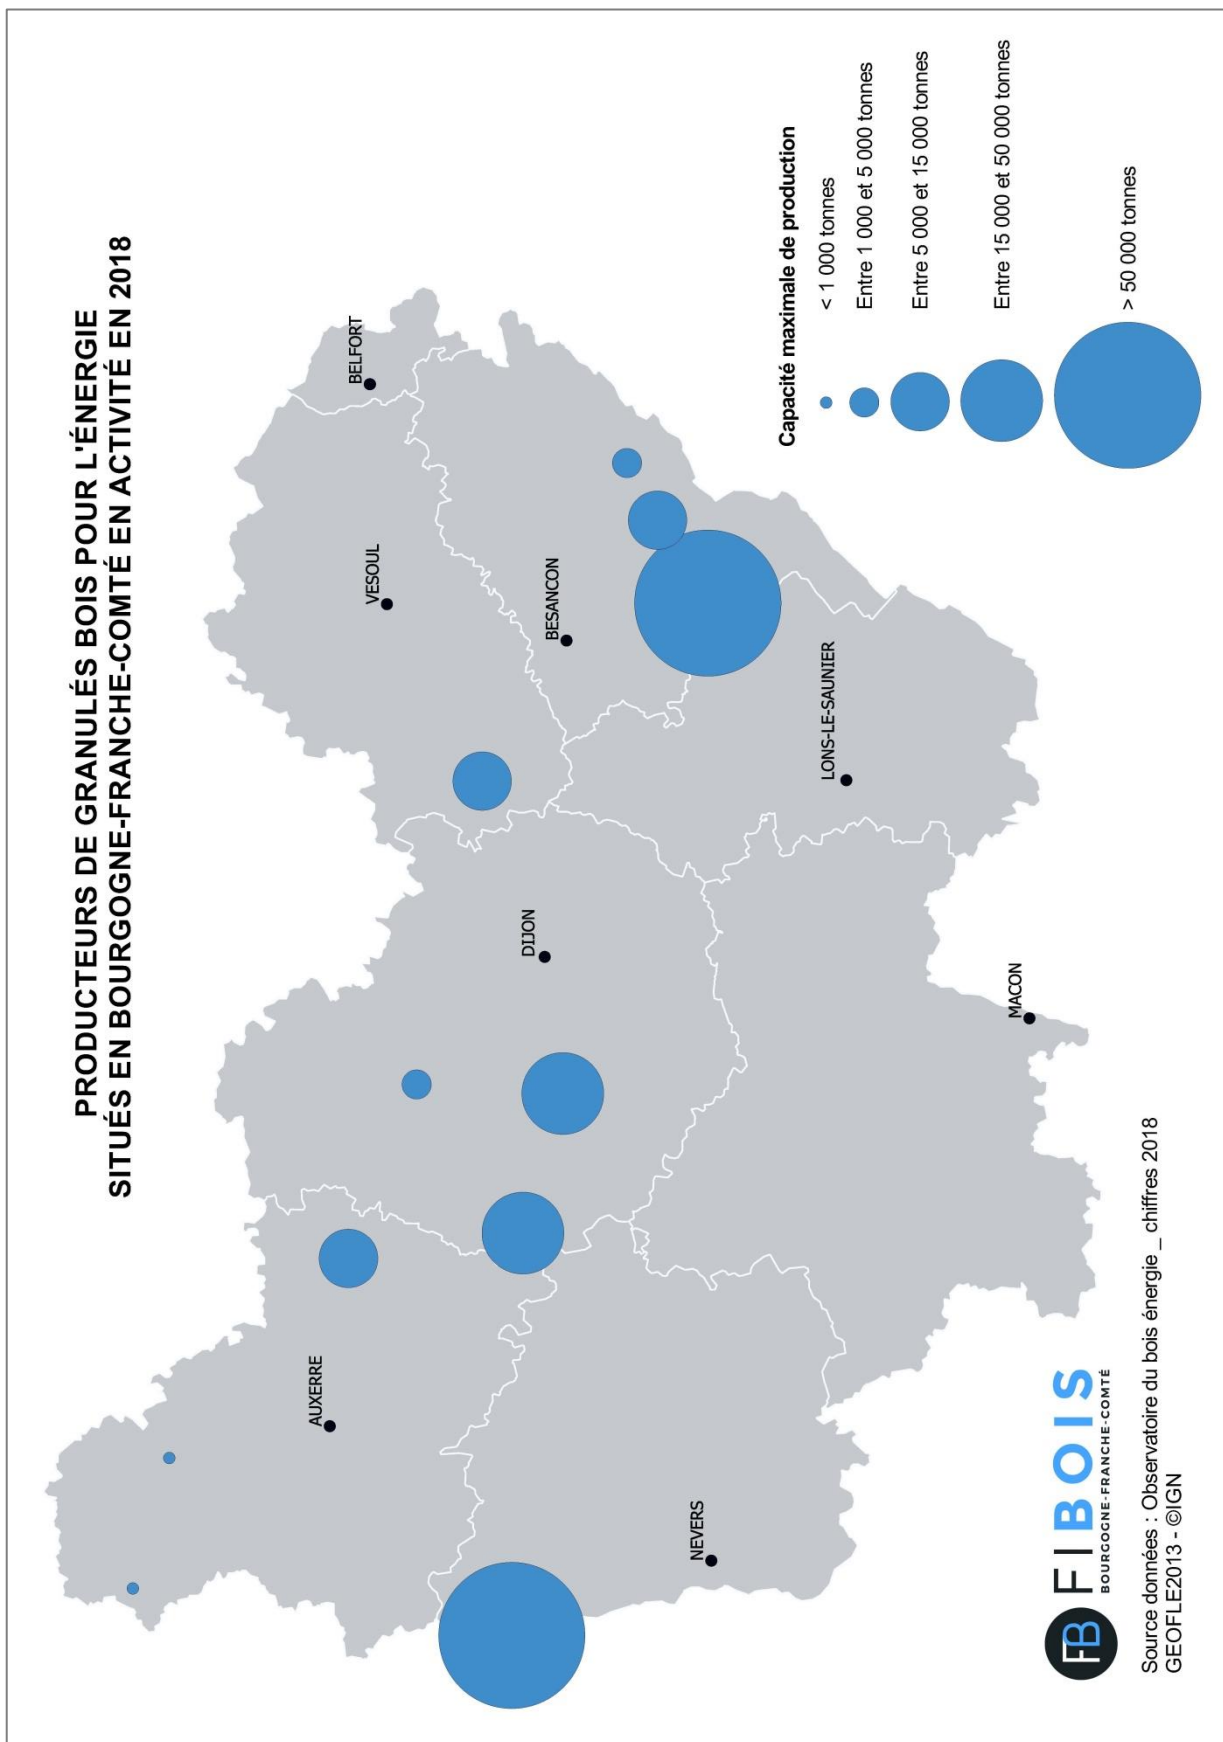 PRODUCTEURS DE GRANULÉS BOIS POUR L'ÉNERGIE
SITUÉS EN BOURGOGNE-FRANCHE-COMTÉ EN ACTIVITÉ EN 2018
BELFORT
VESOUL
AUXERRE
DIJON
BESANCON
NEVERS
LONS-LE-SAUNIER
MACON
Capacité maximale de production
< 1 000 tonnes
Entre 1 000 et 5 000 tonnes
Entre 5 000 et 15 000 tonnes
Entre 15 000 et 50 000 tonnes
> 50 000 tonnes
FB FIBOIS
BOURGOGNE-FRANCHE-COMTÉ
Source données : Observatoire du bois énergie _ chiffres 2018
GEOFLE2013 - ©IGN